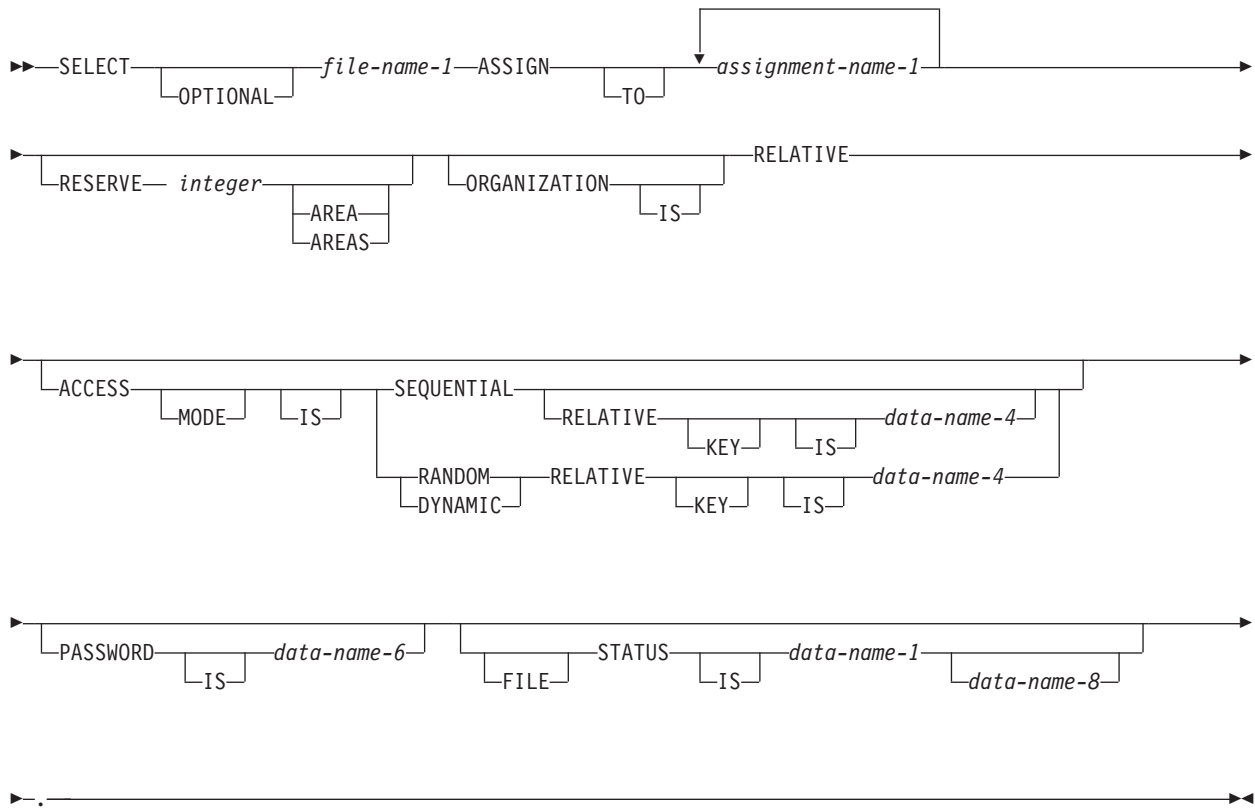 SELECT OPTIONAL file-name-1 ASSIGN TO assignment-name-1
RESERVE integer AREA AREAS ORGANIZATION IS RELATIVE
ACCESS MODE IS SEQUENTIAL RELATIVE KEY IS data-name-4
RANDOM DYNAMIC RELATIVE KEY IS data-name-4
PASSWORD IS data-name-6 FILE STATUS IS data-name-1 data-name-8
.